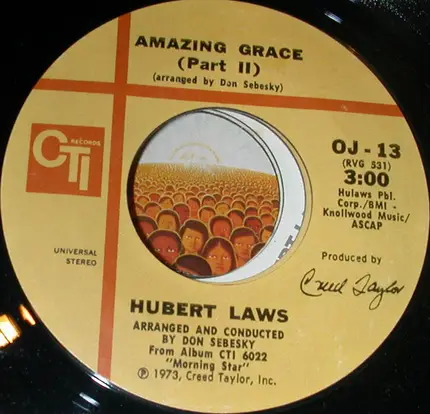 AMAZING GRACE
(Part II)
(arranged by Don Sebesky)
CTI
RECORDS
OJ - 13
(RVG 531)
3:00
Hulaws Pbl.
Corp./BMI -
Knollwood Music/
ASCAP
UNIVERSAL
STEREO
Produced by
Creed Taylor
HUBERT LAWS
ARRANGED AND CONDUCTED
BY DON SEBESKY
From Album CTI 6022
"Morning Star"
℗ 1973, Creed Taylor, Inc.